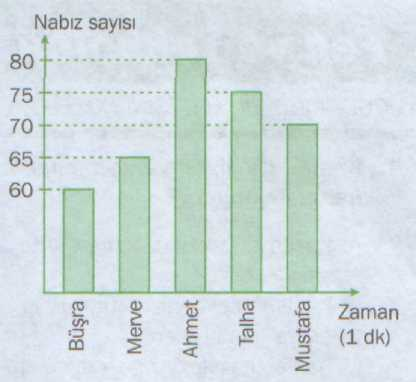 Nabız sayısı
80
75
70
65
60
Büşra
Merve
Ahmet
Talha
Mustafa
Zaman
(1 dk)